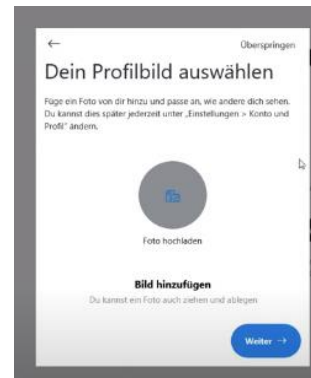 Überspringen
Dein Profilbild auswählen
Füge ein Foto von dir hinzu und passe an, wie andere dich sehen.
Du kannst dies später jederzeit unter „Einstellungen > Konto und
Profil" ändern.
Foto hochladen
Bild hinzufügen
Du kannst ein Foto auch ziehen und ablegen
Weiter →